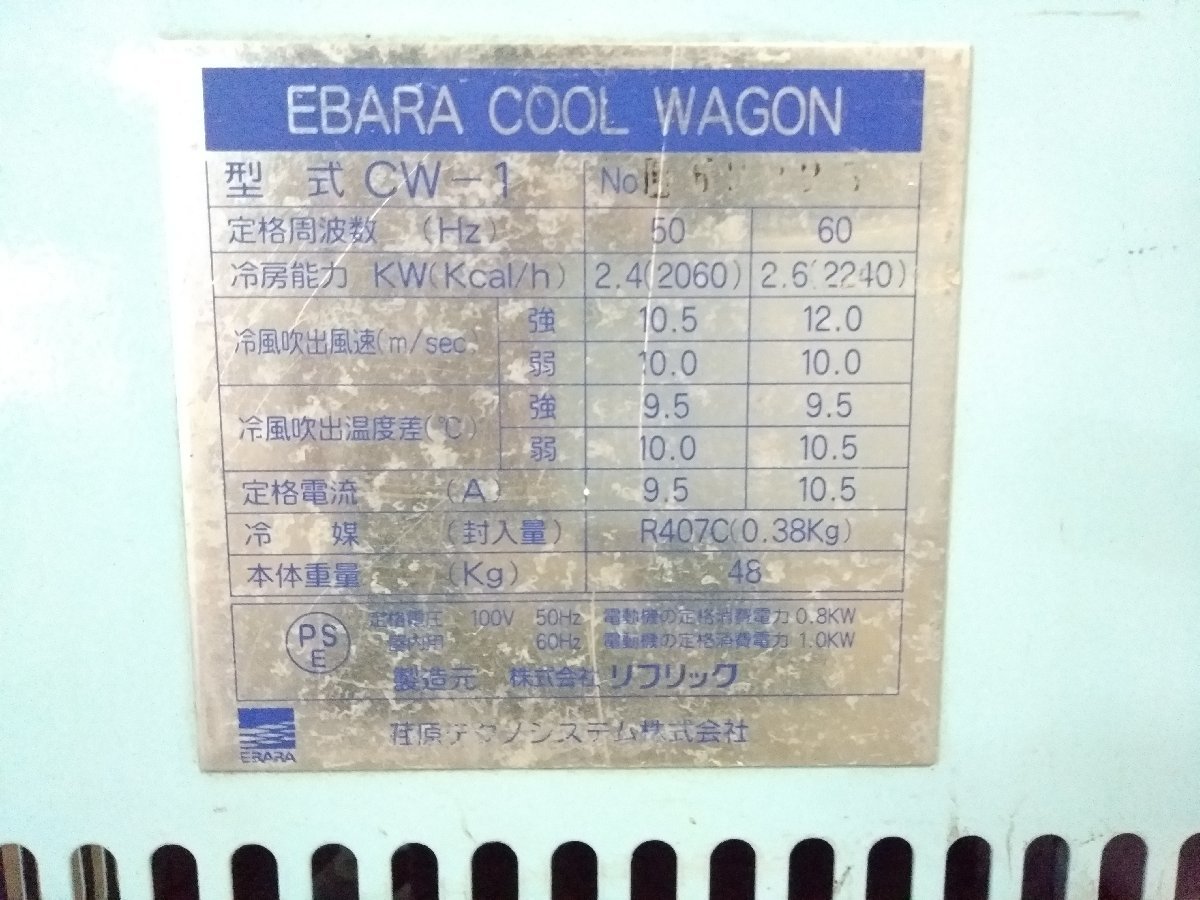 EBARA COOL WAGON
型 式 CW-1 No
定格周波数 (Hz) 50 60
冷房能力 KW(Kcal/h) 2.4(2060) 2.6(2240)
冷風吹出風速(m/sec) 強 10.5 12.0
弱 10.0 10.0
冷風吹出温度差(℃) 強 9.5 9.5
弱 10.0 10.5
定格電流 (A) 9.5 10.5
冷 媒 (封入量) R407C(0.38Kg)
本体重量 (Kg) 48
PS E
定格電圧 100V 50Hz 電動機の定格消費電力 0.8KW
屋内用 60Hz 電動機の定格消費電力 1.0KW
製造元 株式会社 リフリック
EBARA
荏原テクノシステム株式会社